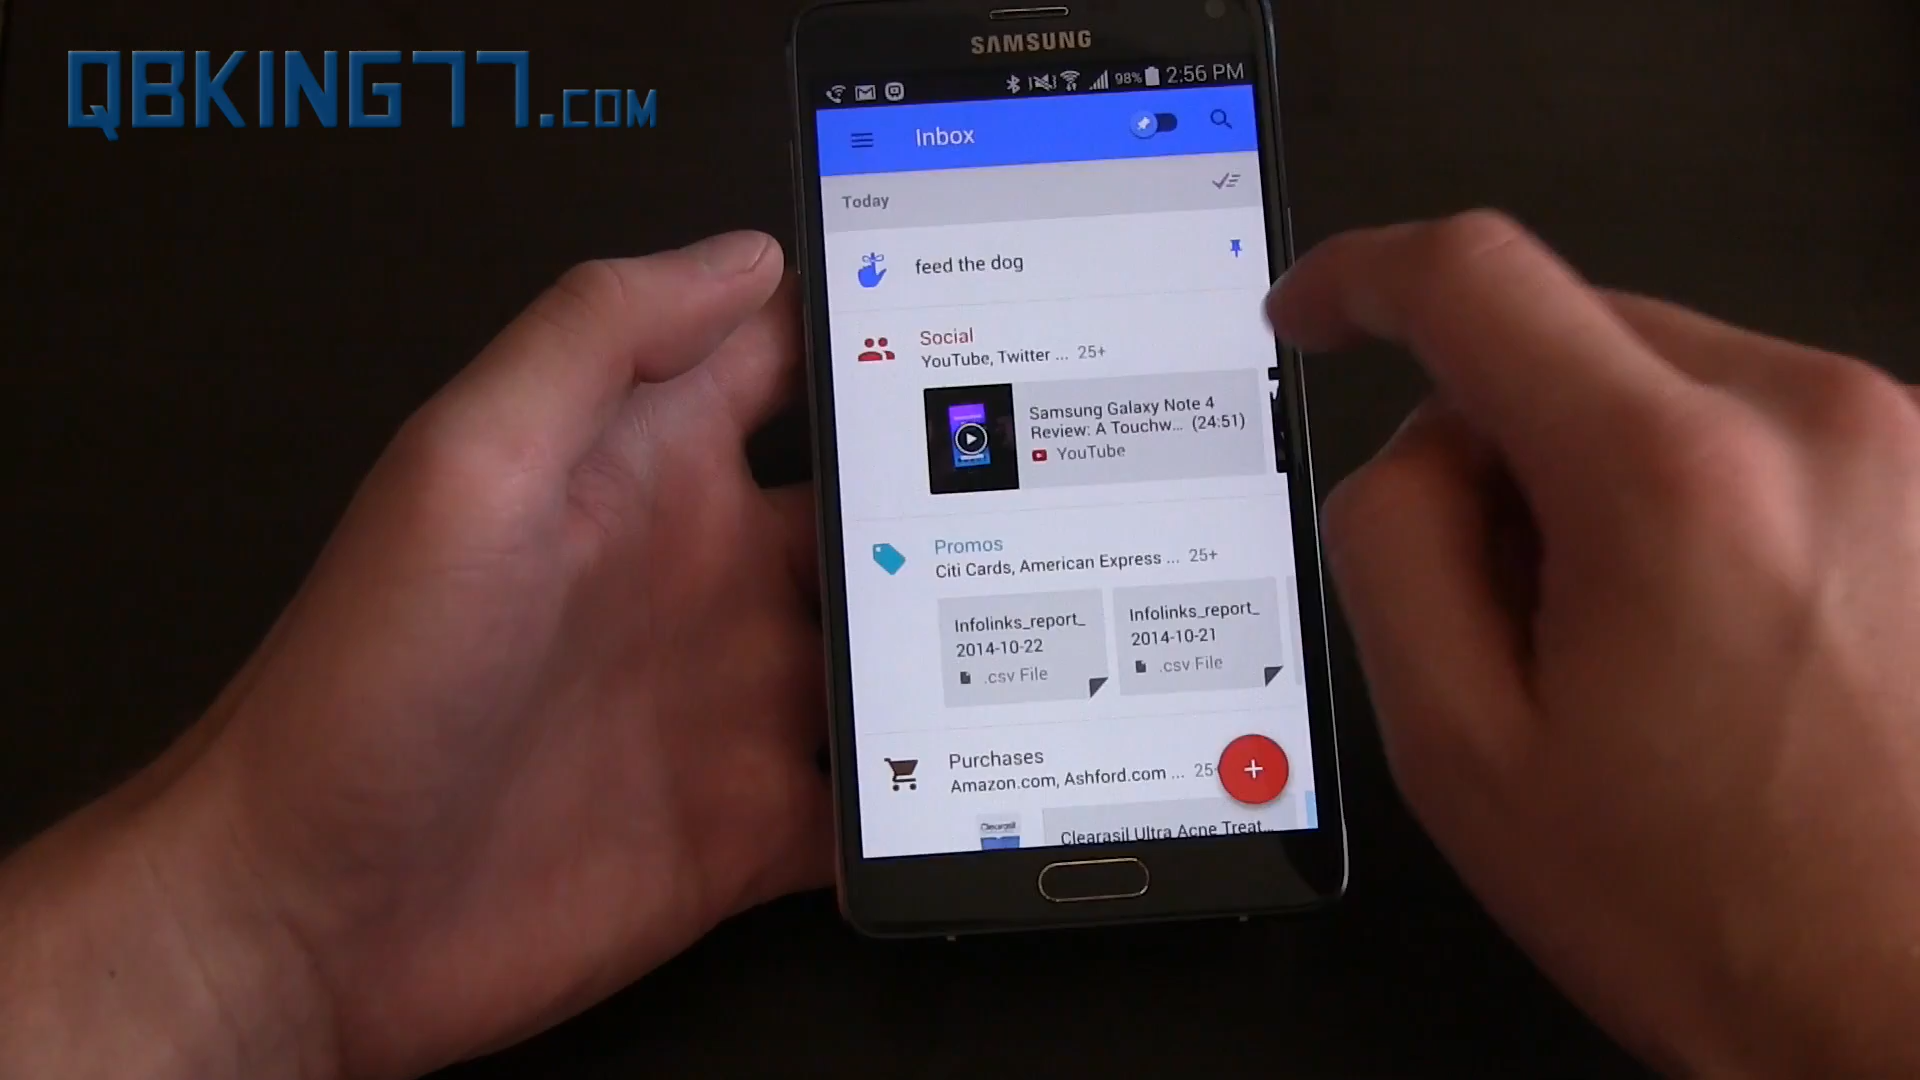 QBKING77.COM
SAMSUNG
98% 2:56 PM
Inbox
Today
feed the dog
Social
YouTube, Twitter ... 25+
Samsung Galaxy Note 4
Review: A Touchw... (24:51)
YouTube
Promos
Citi Cards, American Express ... 25+
Infolinks_report_
2014-10-22
.csv File
Infolinks_report_
2014-10-21
.csv File
Purchases
Amazon.com, Ashford.com ... 25+
Clearasil
Clearasil Ultra Acne Treat...